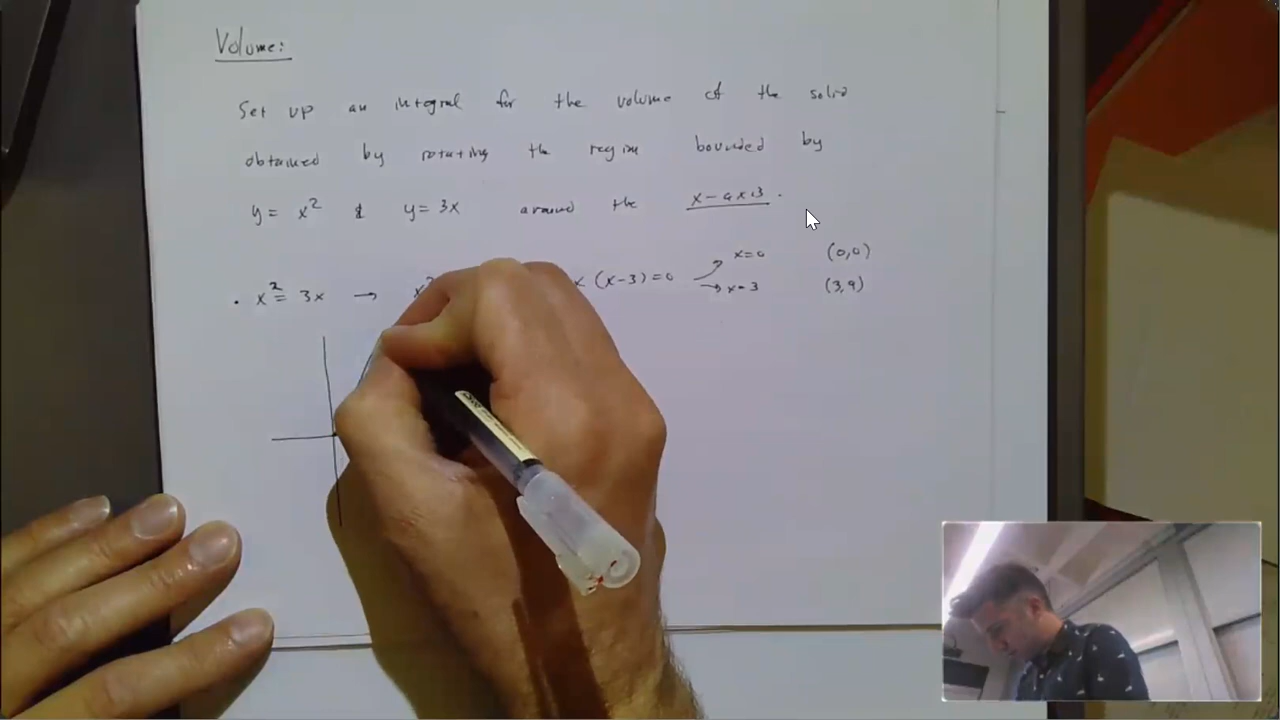 Volume:
Set up an integral for the volume of the solid
obtained by rotating the region bounded by
y = x² & y = 3x around the x-axis.
x = 0 (0,0)
• x² = 3x → x² x (x-3) = 0
x = 3 (3,9)